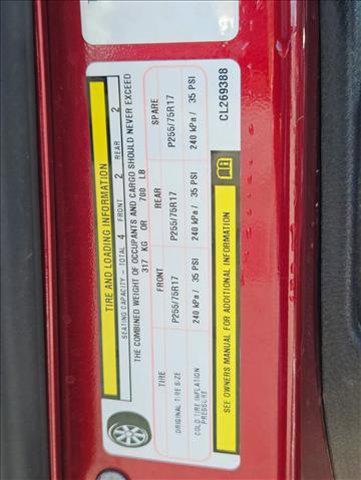 TIRE AND LOADING INFORMATION
SEATING CAPACITY – TOTAL 4 FRONT 2 REAR 2
THE COMBINED WEIGHT OF OCCUPANTS AND CARGO SHOULD NEVER EXCEED
317 KG OR 700 LB
TIRE FRONT REAR SPARE
ORIGINAL TIRE SIZE P255/75R17 P255/75R17 P255/75R17
COLD TIRE INFLATION PRESSURE 240 kPa / 35 PSI 240 kPa / 35 PSI 240 kPa / 35 PSI
SEE OWNERS MANUAL FOR ADDITIONAL INFORMATION
CL269388